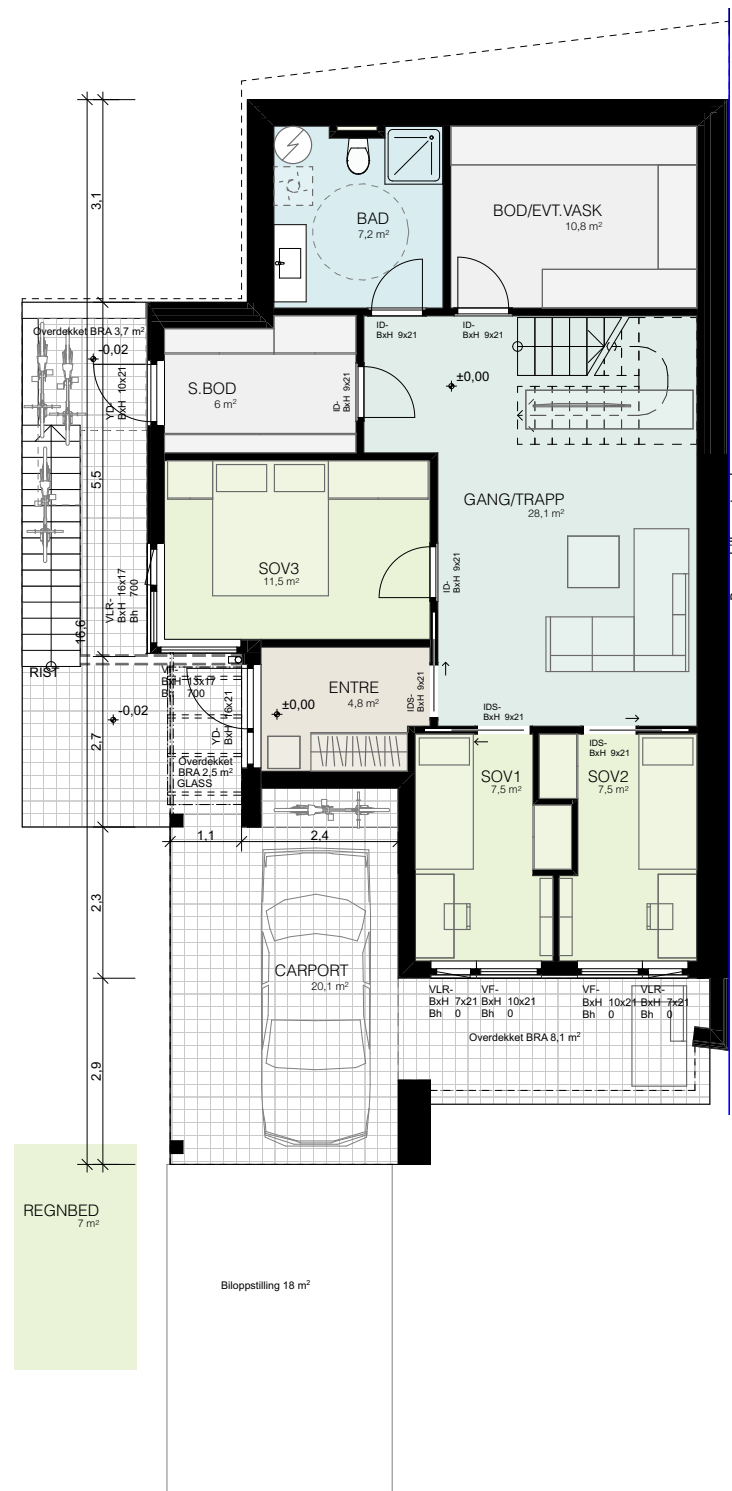 3,1
BAD
7,2 m²
BOD/EVT.VASK
10,8 m²
Overdekket BRA 3,7 m²
-0,02
YD-
BxH 10x21
ID-
BxH 9x21
ID-
BxH 9x21
S.BOD
6 m²
ID-
BxH 9x21
±0,00
5,5
GANG/TRAPP
28,1 m²
SOV3
11,5 m²
ID-
BxH 9x21
VLR-
BxH 16x17
Bh 700
16,6
RIST
VF-
BxH 13x17
Bh 700
YD-
BxH 16x21
ENTRE
4,8 m²
±0,00
IDS-
BxH 9x21
-0,02
2,7
Overdekket
BRA 2,5 m²
GLASS
IDS-
BxH 9x21
IDS-
BxH 9x21
SOV1
7,5 m²
SOV2
7,5 m²
1,1
2,4
2,3
CARPORT
20,1 m²
VLR-
BxH 7x21
Bh 0
VF-
BxH 10x21
Bh 0
VF-
BxH 10x21
Bh 0
VLR-
BxH 7x21
Bh 0
Overdekket BRA 8,1 m²
2,9
REGNBED
7 m²
Biloppstilling 18 m²